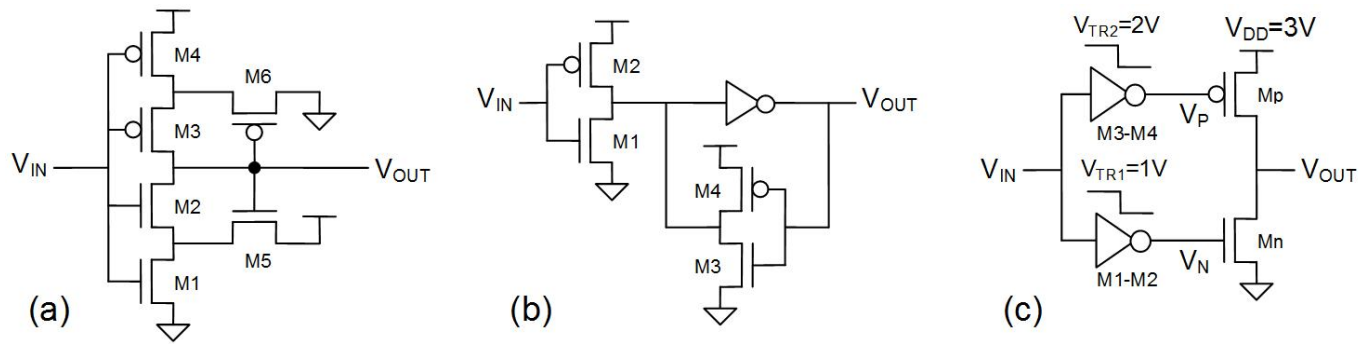 M4
M6
M3
V_IN
V_OUT
M2
M5
M1
(a)
M2
V_IN
V_OUT
M1
M4
M3
(b)
V_TR2=2V
V_DD=3V
Mp
V_P
M3-M4
V_IN
V_TR1=1V
V_OUT
Mn
V_N
M1-M2
(c)